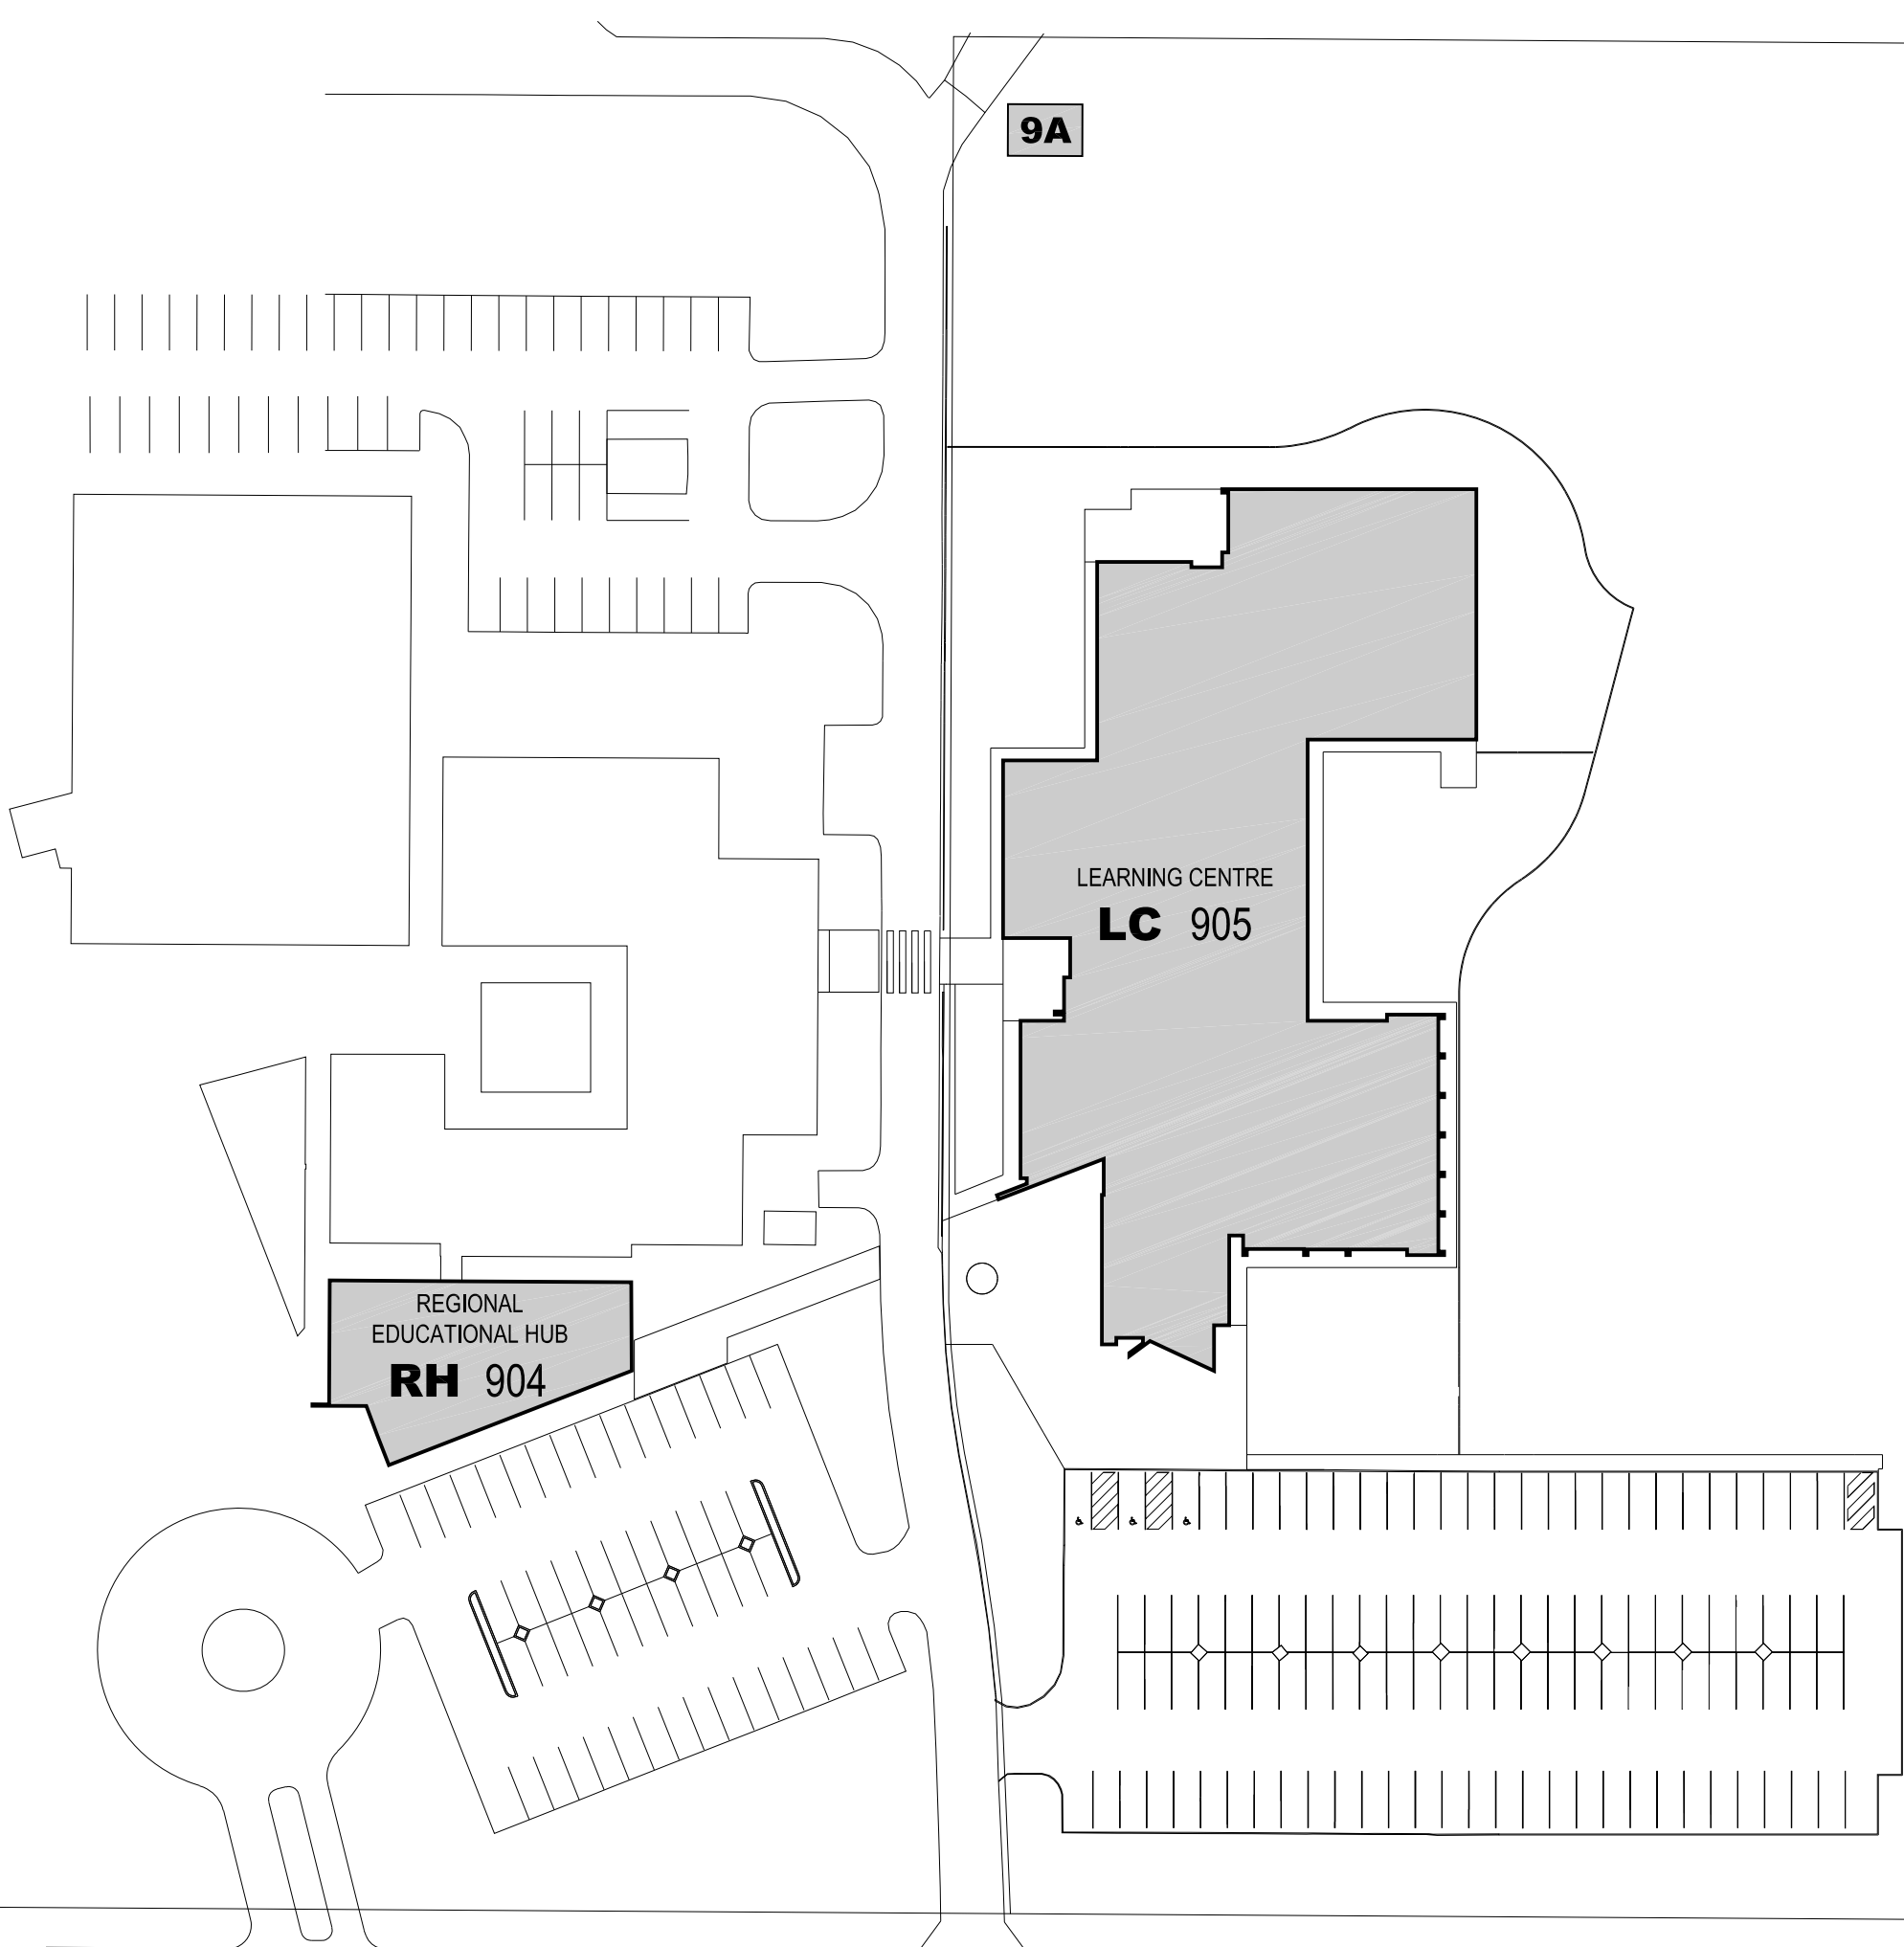 9A
LEARNING CENTRE
LC 905
REGIONAL
EDUCATIONAL HUB
RH 904